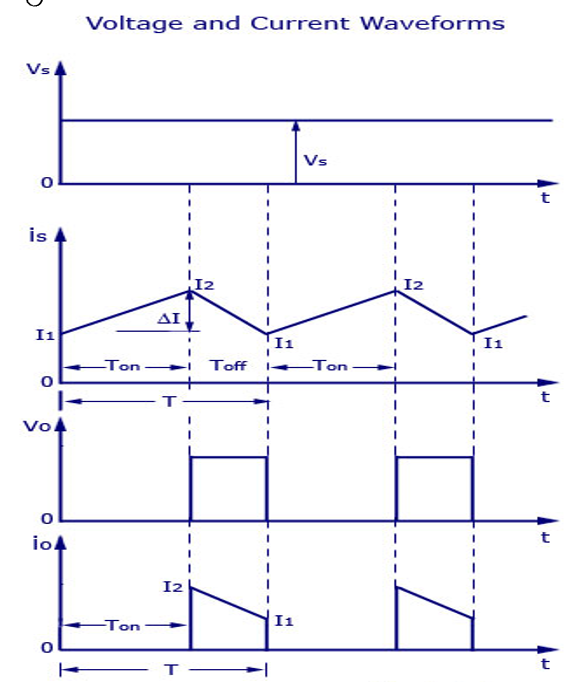 Voltage and Current Waveforms
Vs
Vs
0
t
is
I2
I2
ΔI
I1
I1
I1
Ton
Toff
Ton
0
t
T
Vo
0
t
io
I2
I1
Ton
0
t
T